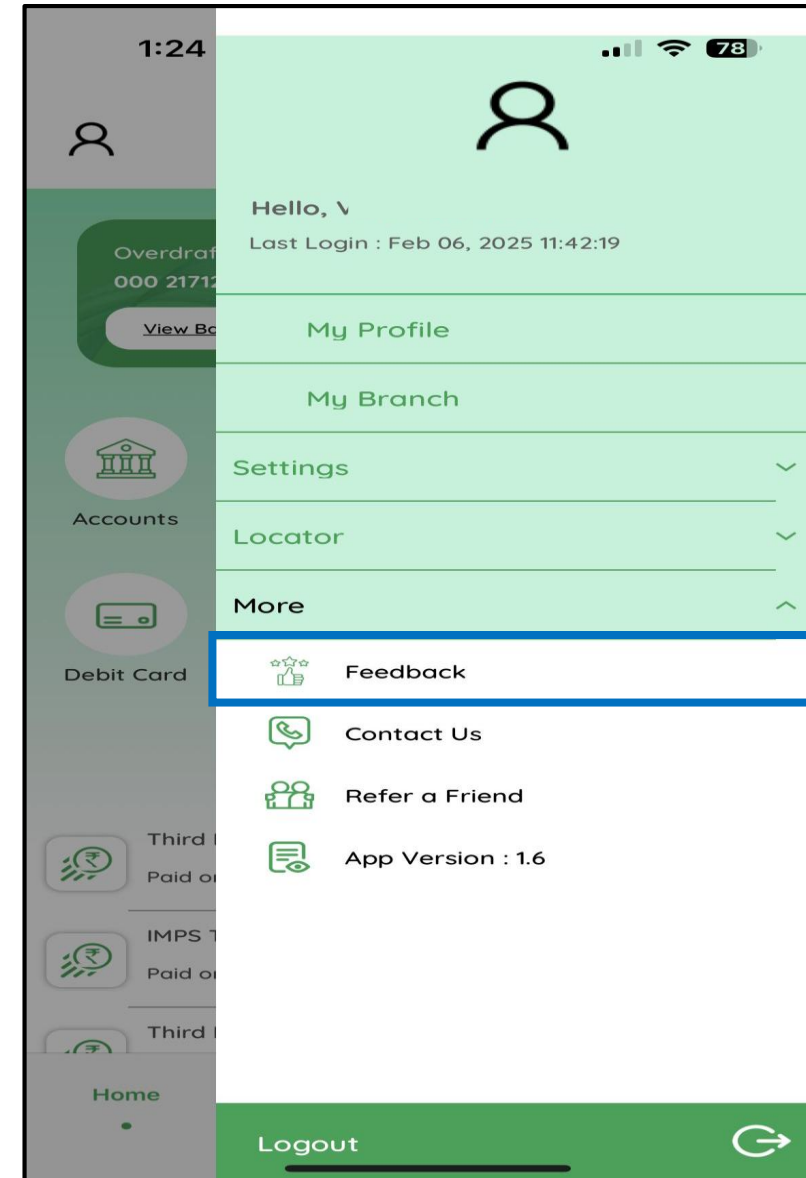 1:24
78
Hello, V
Last Login : Feb 06, 2025 11:42:19
Overdraf
000 21712
View Ba
My Profile
My Branch
Settings
Accounts
Locator
More
Debit Card
Feedback
Contact Us
Refer a Friend
App Version : 1.6
Third
Paid
IMPS
Paid
Third
Home
Logout